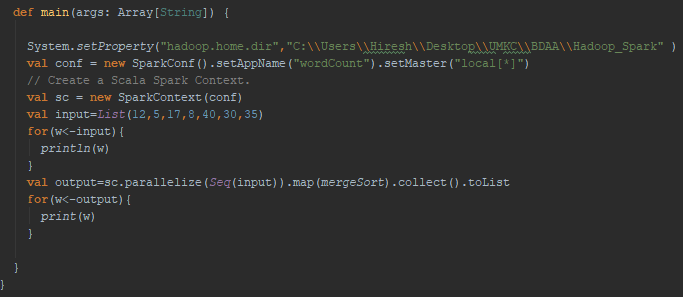 def main(args: Array[String]) {
System.setProperty("hadoop.home.dir","C:\\Users\\Hiresh\\Desktop\\UMKC\\BDAA\\Hadoop_Spark" )
val conf = new SparkConf().setAppName("wordCount").setMaster("local[*]")
// Create a Scala Spark Context.
val sc = new SparkContext(conf)
val input=List(12,5,17,8,40,30,35)
for(w<-input){
println(w)
}
val output=sc.parallelize(Seq(input)).map(mergeSort).collect().toList
for(w<-output){
print(w)
}
}
}